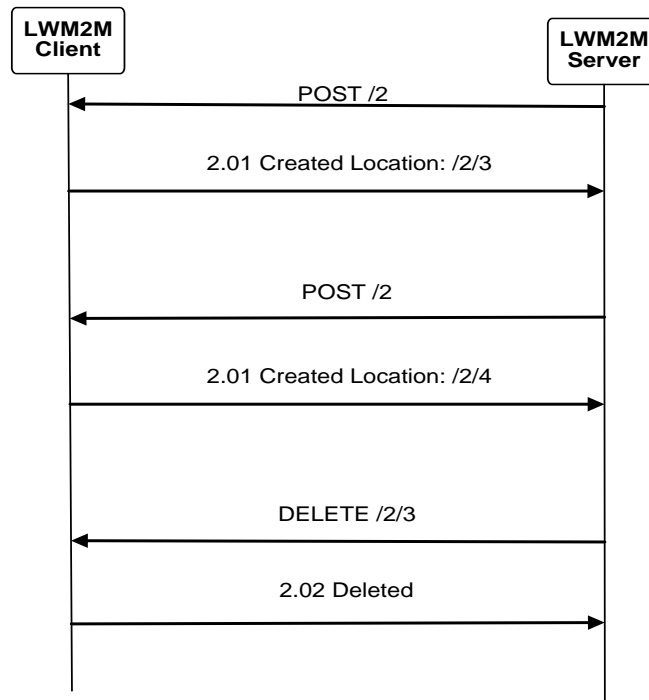 LWM2M
Client
LWM2M
Server
POST /2
2.01 Created Location: /2/3
POST /2
2.01 Created Location: /2/4
DELETE /2/3
2.02 Deleted